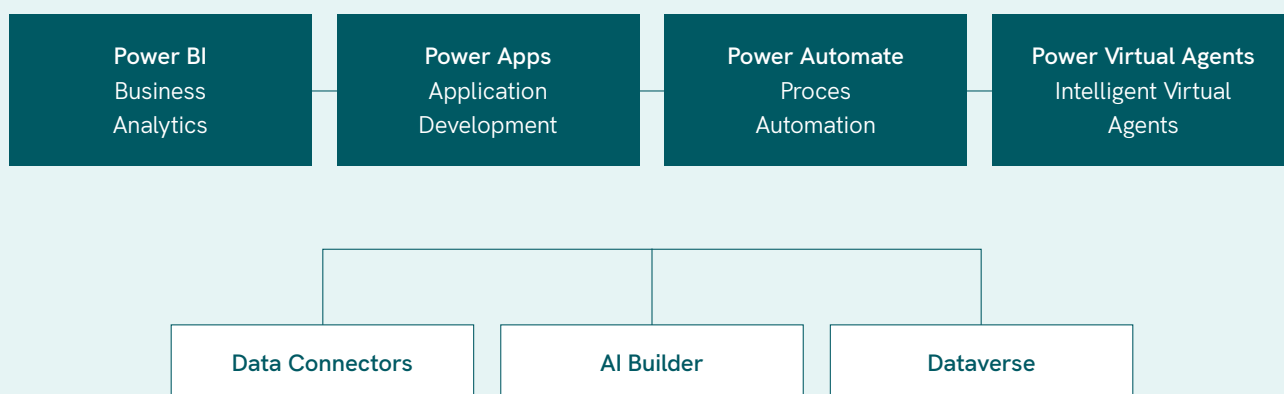 Power BI
Business
Analytics
Power Apps
Application
Development
Power Automate
Proces
Automation
Power Virtual Agents
Intelligent Virtual
Agents
Data Connectors
AI Builder
Dataverse